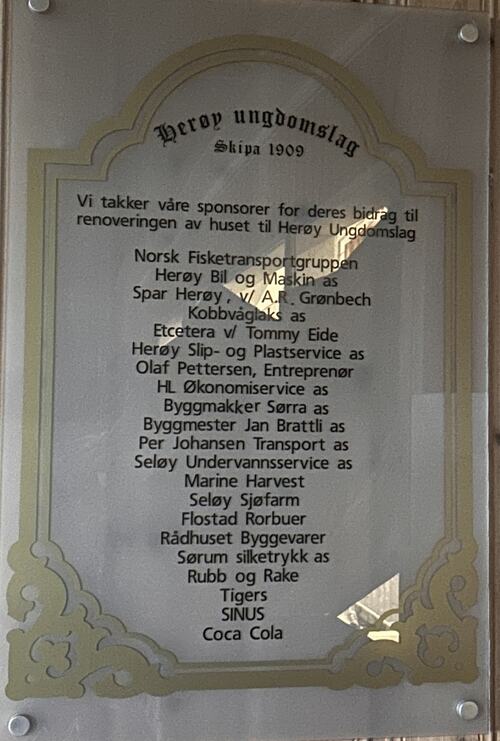 Herøy ungdomslag
Skipa 1909
Vi takker våre sponsorer for deres bidrag til
renoveringen av huset til Herøy Ungdomslag
Norsk Fisketransportgruppen
Herøy Bil og Maskin as
Spar Herøy, v/ A.R. Grønbech
Kobbvåglaks as
Etcetera v/ Tommy Eide
Herøy Slip- og Plastservice as
Olaf Pettersen, Entreprenør
HL Økonomiservice as
Byggmakker Sørra as
Byggmester Jan Brattli as
Per Johansen Transport as
Seløy Undervannsservice as
Marine Harvest
Seløy Sjøfarm
Flostad Rorbuer
Rådhuset Byggevarer
Sørum silketrykk as
Rubb og Rake
Tigers
SINUS
Coca Cola